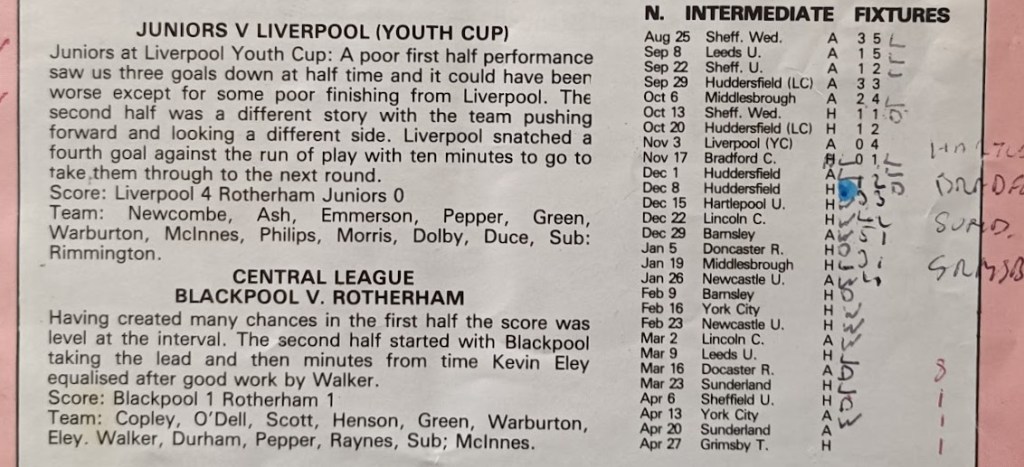 JUNIORS V LIVERPOOL (YOUTH CUP)
Juniors at Liverpool Youth Cup: A poor first half performance
saw us three goals down at half time and it could have been
worse except for some poor finishing from Liverpool. The
second half was a different story with the team pushing
forward and looking a different side. Liverpool snatched a
fourth goal against the run of play with ten minutes to go to
take them through to the next round.
Score: Liverpool 4 Rotherham Juniors 0
Team: Newcombe, Ash, Emmerson, Pepper, Green,
Warburton, McInnes, Philips, Morris, Dolby, Duce, Sub:
Rimmington.
CENTRAL LEAGUE
BLACKPOOL V. ROTHERHAM
Having created many chances in the first half the score was
level at the interval. The second half started with Blackpool
taking the lead and then minutes from time Kevin Eley
equalised after good work by Walker.
Score: Blackpool 1 Rotherham 1
Team: Copley, O'Dell, Scott, Henson, Green, Warburton,
Eley. Walker, Durham, Pepper, Raynes, Sub; McInnes.
N. INTERMEDIATE FIXTURES
Aug 25 Sheff. Wed. A 3 5 L
Sep 8 Leeds U. A 1 5 L
Sep 22 Sheff. U. A 1 2 L
Sep 29 Huddersfield (LC) A 3 3
Oct 6 Middlesbrough A 2 4 L
Oct 13 Sheff. Wed. H 1 1 D
Oct 20 Huddersfield (LC) H 1 2
Nov 3 Liverpool (YC) A 0 4
Nov 17 Bradford C. 0 1 L
Dec 1 Huddersfield A
Dec 8 Huddersfield H
Dec 15 Hartlepool U. H
Dec 22 Lincoln C. H
Dec 29 Barnsley A W 5 1
Jan 5 Doncaster R. H
Jan 19 Middlesbrough H
Jan 26 Newcastle U. A
Feb 9 Barnsley H
Feb 16 York City H
Feb 23 Newcastle U. H
Mar 2 Lincoln C. A
Mar 9 Leeds U. H
Mar 16 Docaster R. A 8
Mar 23 Sunderland H
Apr 6 Sheffield U. H 1
Apr 13 York City A 1
Apr 20 Sunderland A
Apr 27 Grimsby T. H 1
SUND.